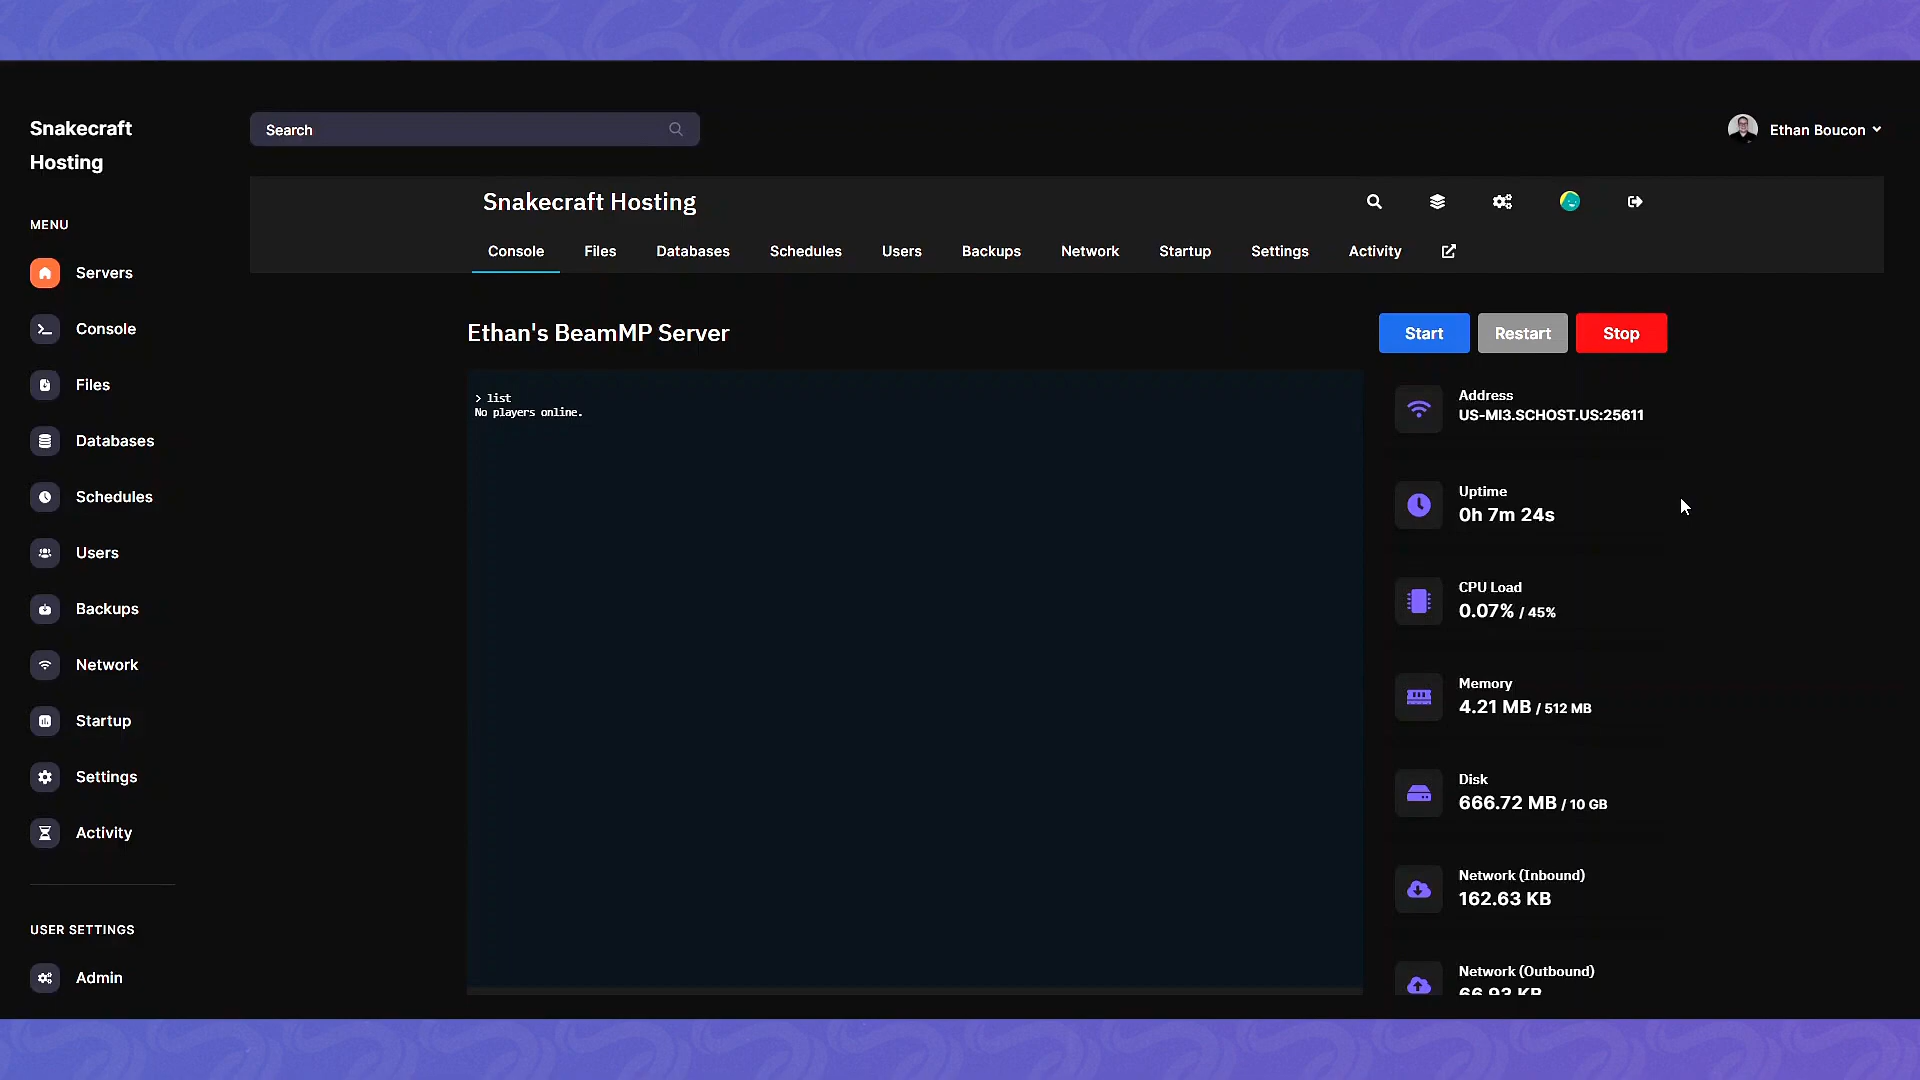 Snakecraft
Hosting
Search
Ethan Boucon
MENU
Servers
Console
Files
Databases
Schedules
Users
Backups
Network
Startup
Settings
Activity
USER SETTINGS
Admin
Snakecraft Hosting
Console Files Databases Schedules Users Backups Network Startup Settings Activity
Ethan's BeamMP Server
Start Restart Stop
> list
No players online.
Address
US-MI3.SCHOST.US:25611
Uptime
0h 7m 24s
CPU Load
0.07% / 45%
Memory
4.21 MB / 512 MB
Disk
666.72 MB / 10 GB
Network (Inbound)
162.63 KB
Network (Outbound)
66.93 KB